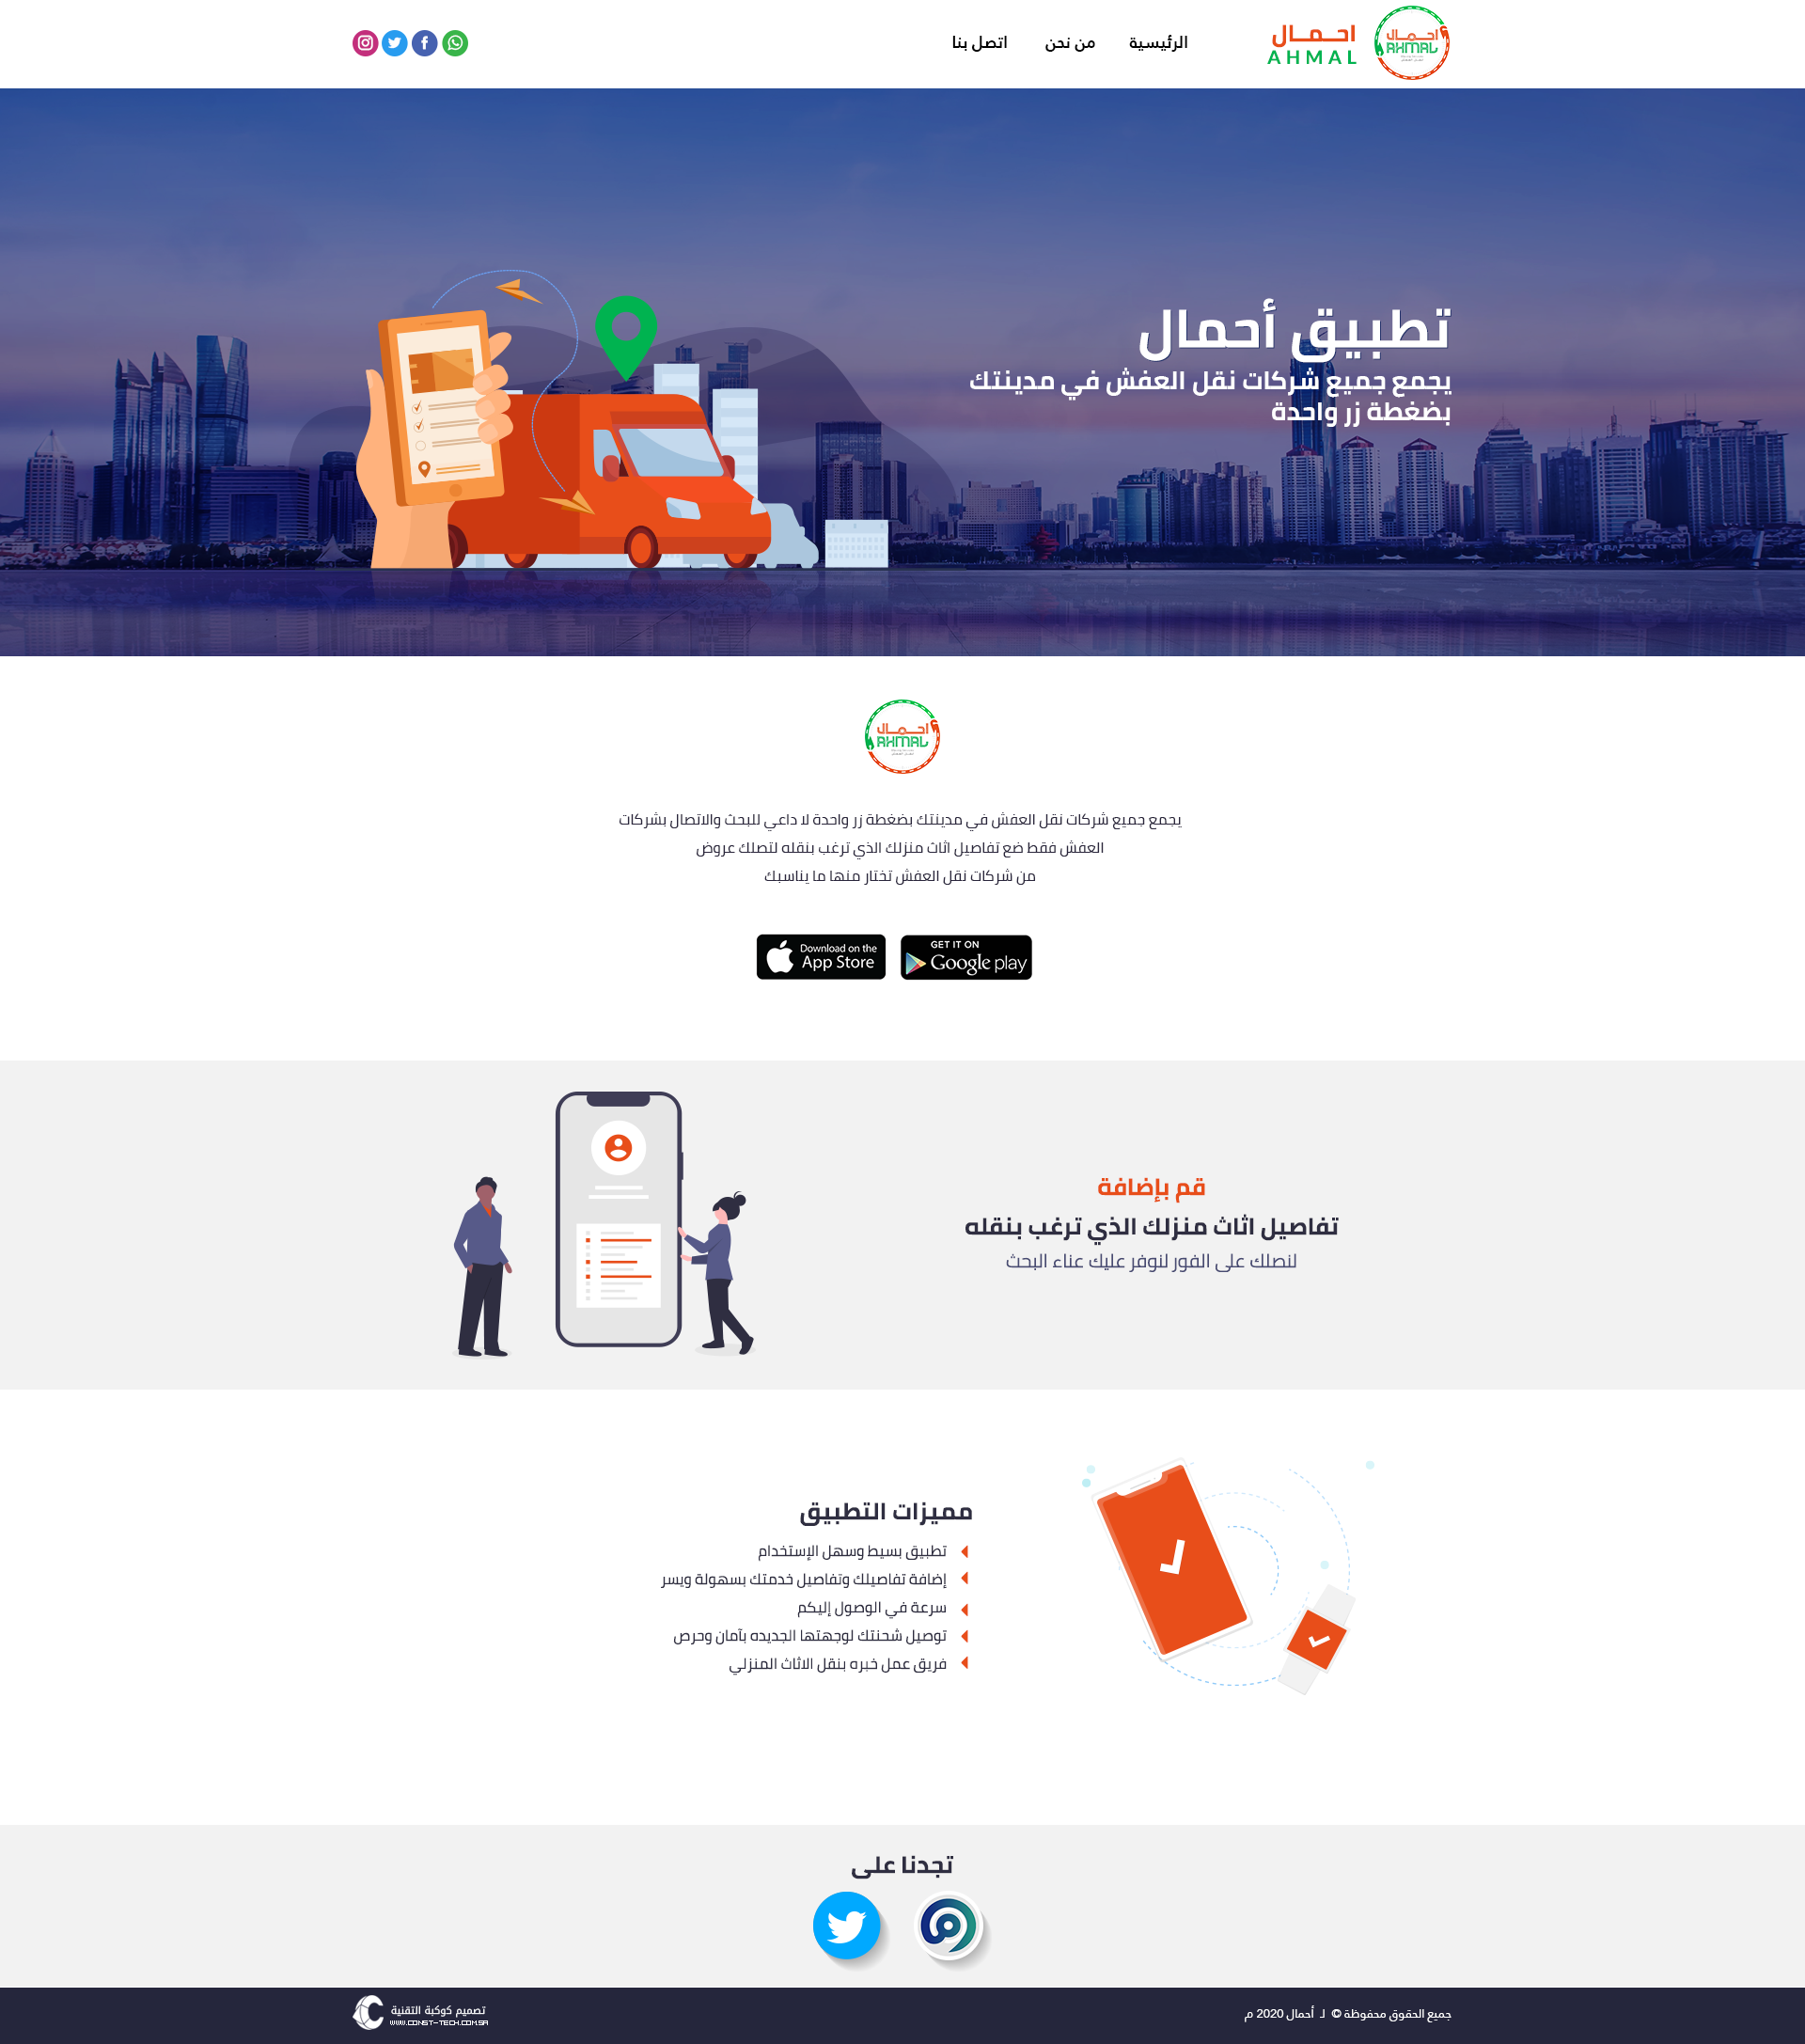 احـمـال
AHMAL
احـمـال
AHMAL
الرئيسية
من نحن
اتصل بنا
تطبيق أحمال
يجمع جميع شركات نقل العفش في مدينتك
بضغطة زر واحدة
احـمـال
AHMAL
يجمع جميع شركات نقل العفش في مدينتك بضغطة زر واحدة لا داعي للبحث والاتصال بشركات
العفش فقط ضع تفاصيل اثاث منزلك الذي ترغب بنقله لتصلك عروض
من شركات نقل العفش تختار منها ما يناسبك
Download on the
App Store
GET IT ON
Google play
قم بإضافة
تفاصيل اثاث منزلك الذي ترغب بنقله
لنصلك على الفور لنوفر عليك عناء البحث
مميزات التطبيق
تطبيق بسيط وسهل الإستخدام
إضافة تفاصيلك وتفاصيل خدمتك بسهولة ويسر
سرعة في الوصول إليكم
توصيل شحنتك لوجهتها الجديده بآمان وحرص
فريق عمل خبره بنقل الاثاث المنزلي
تجدنا على
جميع الحقوق محفوظة © لـ أحمال 2020 م
تصميم كوكبة التقنية
WWW.CONST-TECH.COM.SA